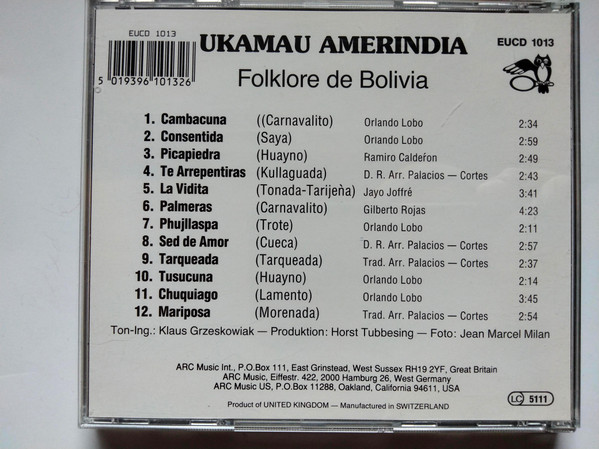 EUCD 1013
5 019396 101326
UKAMAU AMERINDIA
EUCD 1013
Folklore de Bolivia
1. Cambacuna ((Carnavalito) Orlando Lobo 2:34
2. Consentida (Saya) Orlando Lobo 2:59
3. Picapiedra (Huayno) Ramiro Caldeŕon 2:49
4. Te Arrepentiras (Kullaguada) D. R. Arr. Palacios — Cortes 2:43
5. La Vidita (Tonada-Tarijeǹa) Jayo Joffré 3:41
6. Palmeras (Carnavalito) Gilberto Rojas 4:23
7. Phujllaspa (Trote) Orlando Lobo 2:11
8. Sed de Amor (Cueca) D. R. Arr. Palacios — Cortes 2:57
9. Tarqueada (Tarqueada) Trad. Arr. Palacios — Cortes 2:37
10. Tusucuna (Huayno) Orlando Lobo 2:14
11. Chuquiago (Lamento) Orlando Lobo 3:45
12. Mariposa (Morenada) Trad. Arr. Palacios — Cortes 2:54
Ton-Ing.: Klaus Grzeskowiak — Produktion: Horst Tubbesing — Foto: Jean Marcel Milan
ARC Music Int., P.O.Box 111, East Grinstead, West Sussex RH19 2YF, Great Britain
ARC Music, Eiffestr. 422, 2000 Hamburg 26, West Germany
ARC Music US, P.O.Box 11288, Oakland, California 94611, USA
Product of UNITED KINGDOM — Manufactured in SWITZERLAND
LC 5111